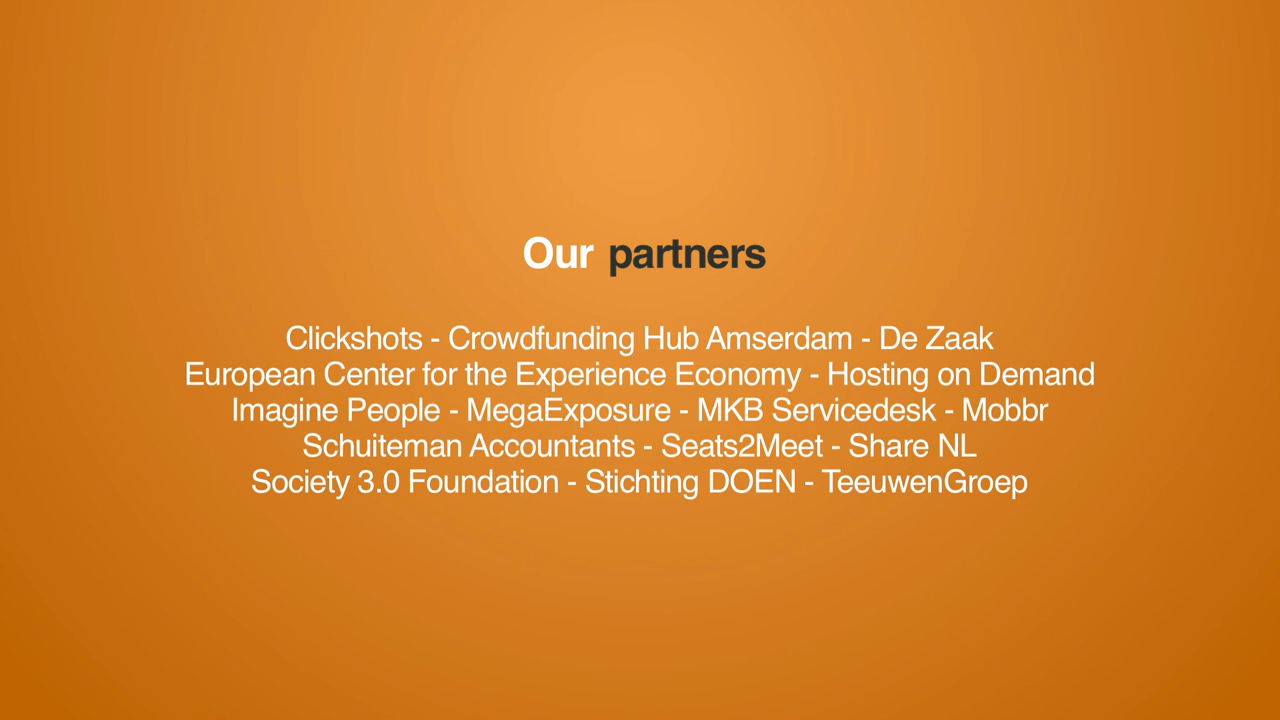 Our partners
Clickshots - Crowdfunding Hub Amserdam - De Zaak
European Center for the Experience Economy - Hosting on Demand
Imagine People - MegaExposure - MKB Servicedesk - Mobbr
Schuiteman Accountants - Seats2Meet - Share NL
Society 3.0 Foundation - Stichting DOEN - TeeuwenGroep